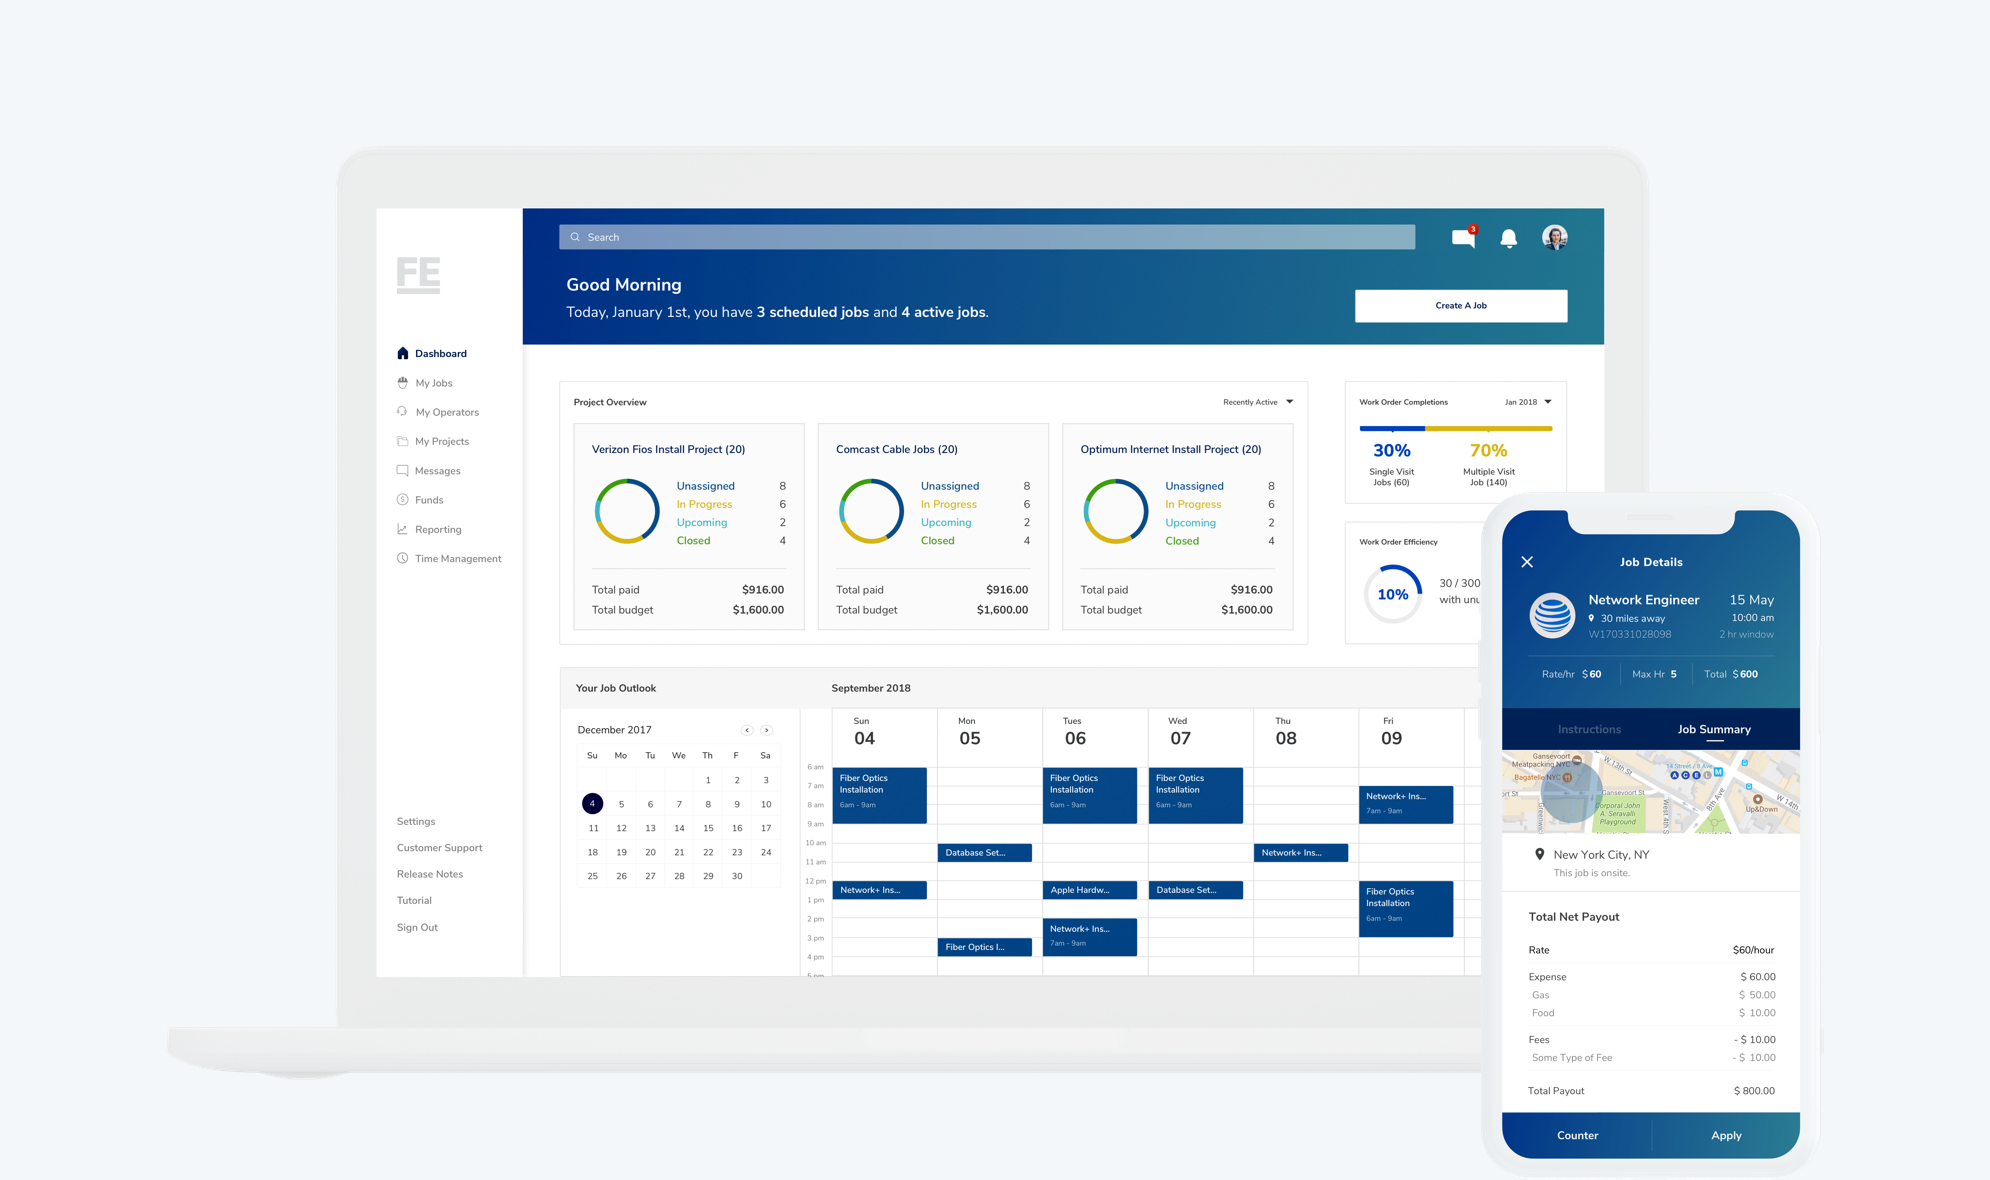 FE
Dashboard
My Jobs
My Operators
My Projects
Messages
Funds
Reporting
Time Management
Settings
Customer Support
Release Notes
Tutorial
Sign Out
Search
3
Good Morning
Today, January 1st, you have 3 scheduled jobs and 4 active jobs.
Create A Job
Project Overview
Recently Active
Verizon Fios Install Project (20)
Unassigned 8
In Progress 6
Upcoming 2
Closed 4
Total paid $916.00
Total budget $1,600.00
Comcast Cable Jobs (20)
Unassigned 8
In Progress 6
Upcoming 2
Closed 4
Total paid $916.00
Total budget $1,600.00
Optimum Internet Install Project (20)
Unassigned 8
In Progress 6
Upcoming 2
Closed 4
Total paid $916.00
Total budget $1,600.00
Work Order Completions
Jan 2018
30% 70%
Single Visit Multiple Visit
Jobs (60) Job (140)
Work Order Efficiency
10%
30 / 300
with unu
Your Job Outlook
December 2017
Su Mo Tu We Th F Sa
1 2 3
4 5 6 7 8 9 10
11 12 13 14 15 16 17
18 19 20 21 22 23 24
25 26 27 28 29 30
September 2018
Sun Mon Tues Wed Thu Fri
04 05 06 07 08 09
6 am
7 am
8 am
9 am
10 am
11 am
12 pm
1 pm
2 pm
3 pm
4 pm
5 pm
Fiber Optics
Installation
6am - 9am
Network+ Ins...
Database Set...
Fiber Optics I...
Fiber Optics
Installation
6am - 9am
Apple Hardw...
Network+ Ins...
7am - 9am
Fiber Optics
Installation
6am - 9am
Database Set...
Network+ Ins...
Network+ Ins...
7am - 9am
Fiber Optics
Installation
6am - 9am
Job Details
Network Engineer 15 May
30 miles away 10:00 am
W170331028098 2 hr window
Rate/hr $60 Max Hr 5 Total $600
Instructions Job Summary
Gansevoort
Meatpacking NYC
Bagatelle NYC
W 13th St
14 Street / 8 Ave
A C E L M
Gansevoort St
Corporal John
A. Seravalli
Playground
West 4th S
8th Ave
Up&Down
W 14th
New York City, NY
This job is onsite.
Total Net Payout
Rate $60/hour
Expense $ 60.00
Gas $ 50.00
Food $ 10.00
Fees - $ 10.00
Some Type of Fee - $ 10.00
Total Payout $ 800.00
Counter Apply